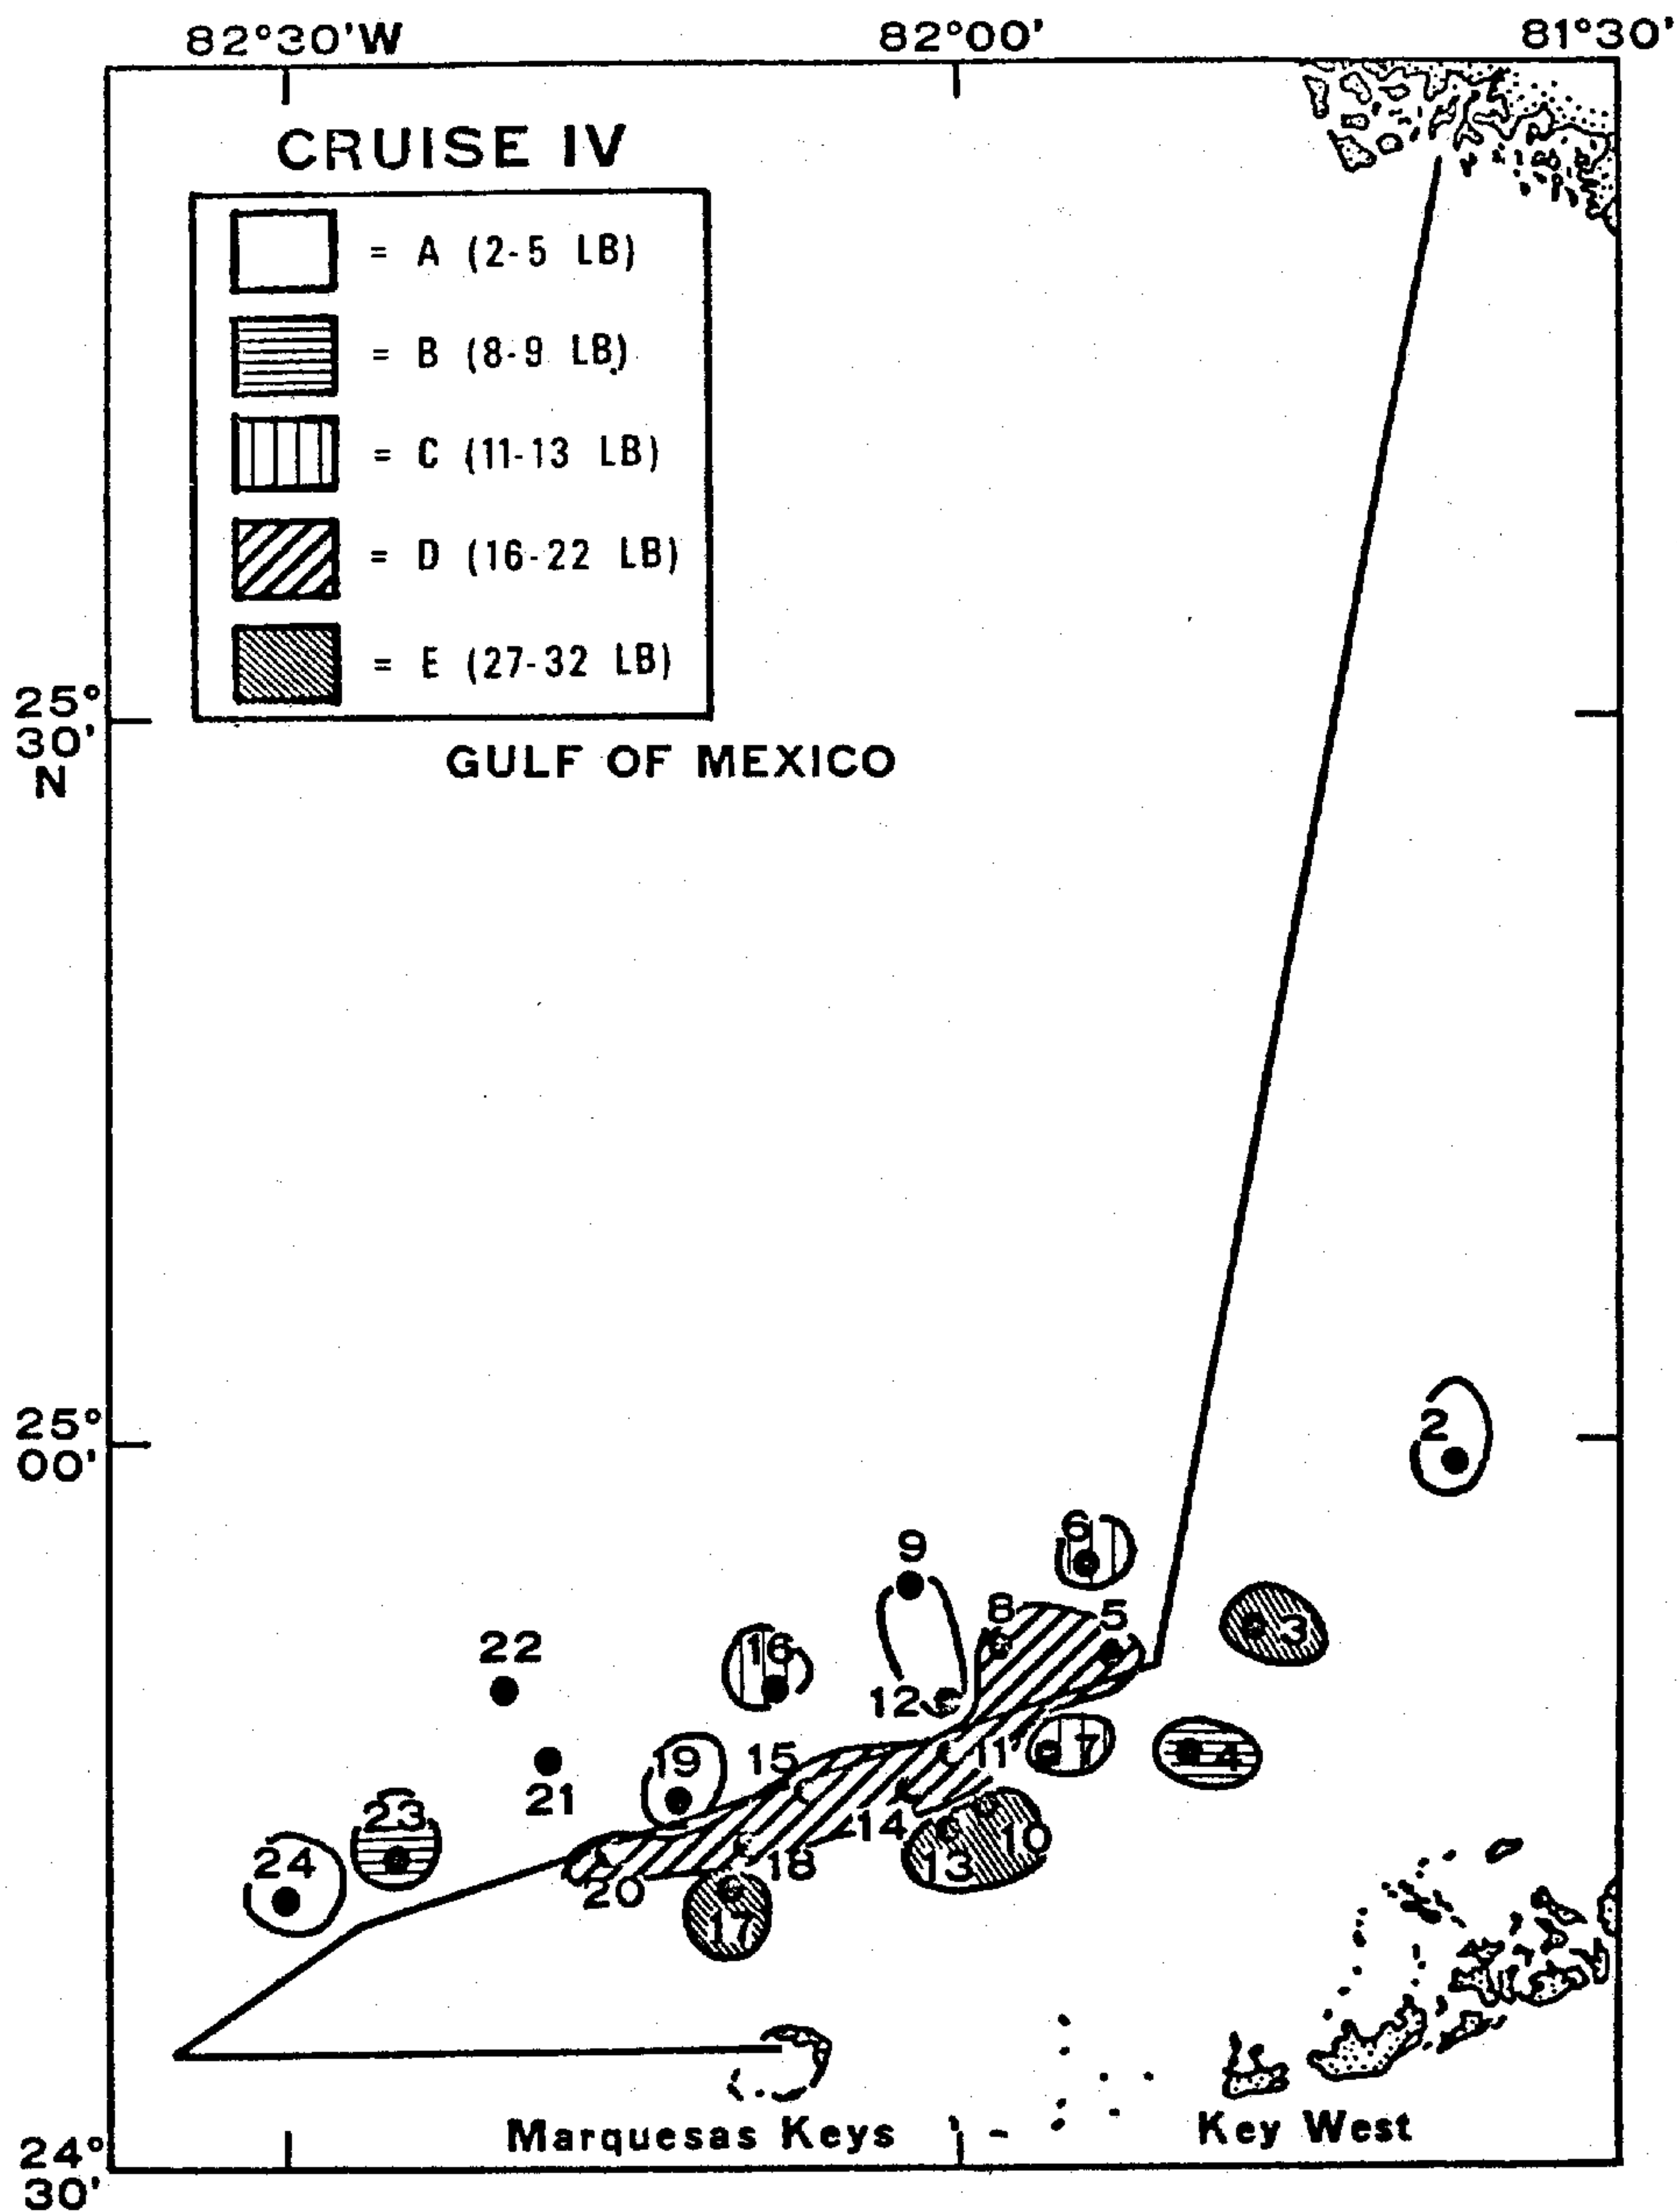 82°30'W 82°00' 81°30'
CRUISE IV
= A (2-5 LB)
= B (8-9 LB)
= C (11-13 LB)
= D (16-22 LB)
= E (27-32 LB)
25°
30'
N
GULF OF MEXICO
25°
00'
2
6
9
8
5
3
22
16
12
19
15
11
7
4
21
23
14
10
24
18
13
20
17
Marquesas Keys
Key West
24°
30'